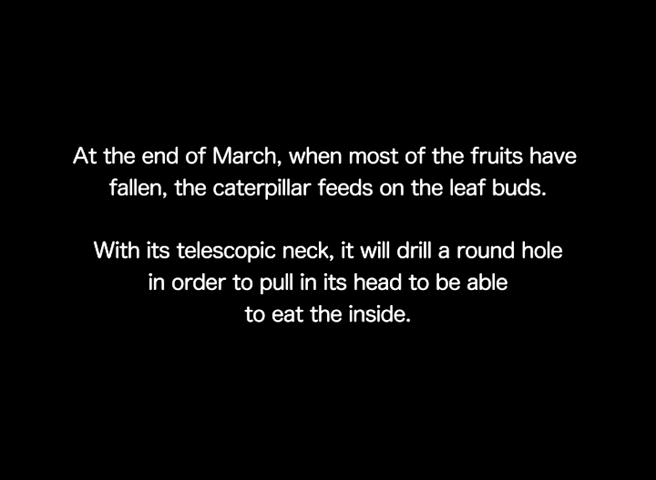 At the end of March, when most of the fruits have
fallen, the caterpillar feeds on the leaf buds.
With its telescopic neck, it will drill a round hole
in order to pull in its head to be able
to eat the inside.